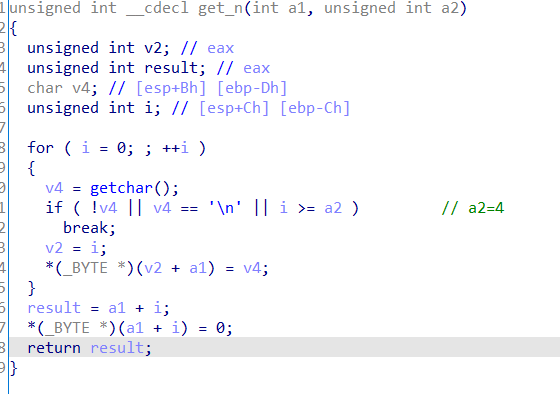 1unsigned int __cdecl get_n(int a1, unsigned int a2)
2{
3  unsigned int v2; // eax
4  unsigned int result; // eax
5  char v4; // [esp+Bh] [ebp-Dh]
6  unsigned int i; // [esp+Ch] [ebp-Ch]
7
8  for ( i = 0; ; ++i )
9  {
0    v4 = getchar();
1    if ( !v4 || v4 == '\n' || i >= a2 )          // a2=4
2      break;
3    v2 = i;
4    *(_BYTE *)(v2 + a1) = v4;
5  }
6  result = a1 + i;
7  *(_BYTE *)(a1 + i) = 0;
8  return result;
9}